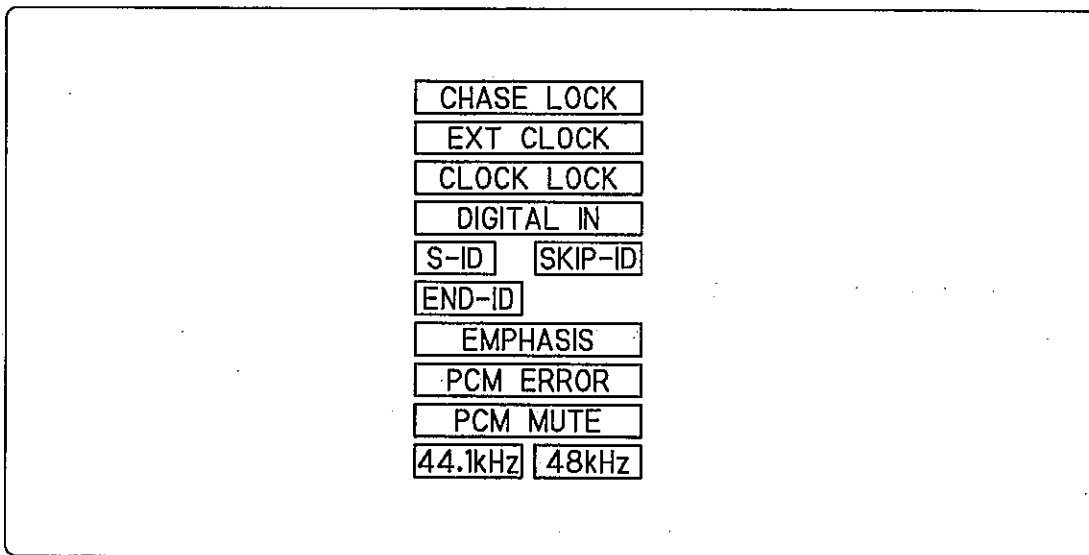 CHASE LOCK
EXT CLOCK
CLOCK LOCK
DIGITAL IN
S-ID SKIP-ID
END-ID
EMPHASIS
PCM ERROR
PCM MUTE
44.1kHz 48kHz